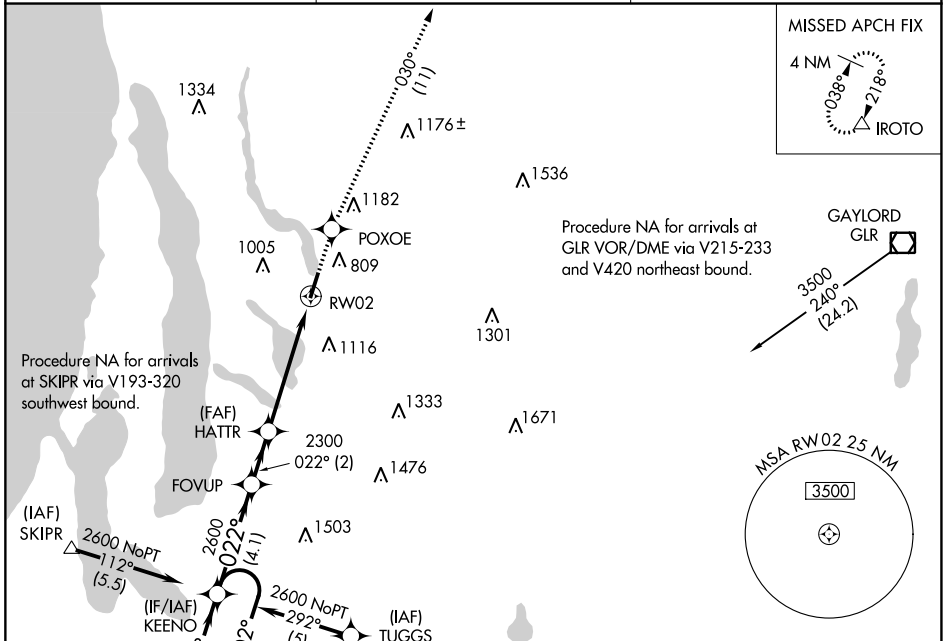 MISSED APCH FIX
4 NM
038°
218°
IROTO
030°
(11)
1334
1176±
1536
1182
POXOE
1005
809
RW02
Procedure NA for arrivals at
GLR VOR/DME via V215-233
and V420 northeast bound.
GAYLORD
GLR
3500
240°
(24.2)
1301
1116
Procedure NA for arrivals
at SKIPR via V193-320
southwest bound.
1333
1671
(FAF)
HATTR
2300
022° (2)
1476
FOVUP
MSA RW02 25 NM
3500
(IAF)
SKIPR
2600 NoPT
112°
(5.5)
2600
022°
(4.1)
1503
(IF/IAF)
KEENO
2600 NoPT
292°
(5)
(IAF)
TUGGS